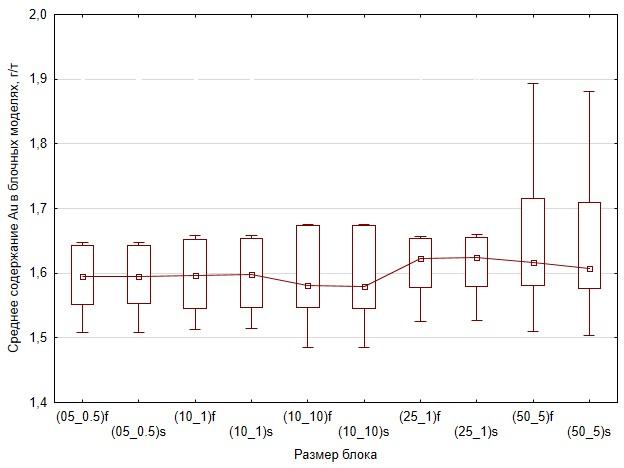 Среднее содержание Au в блочных моделях, г/т
2,0
1,9
1,8
1,7
1,6
1,5
1,4
(05_0.5)f
(05_0.5)s
(10_1)f
(10_1)s
(10_10)f
(10_10)s
(25_1)f
(25_1)s
(50_5)f
(50_5)s
Размер блока